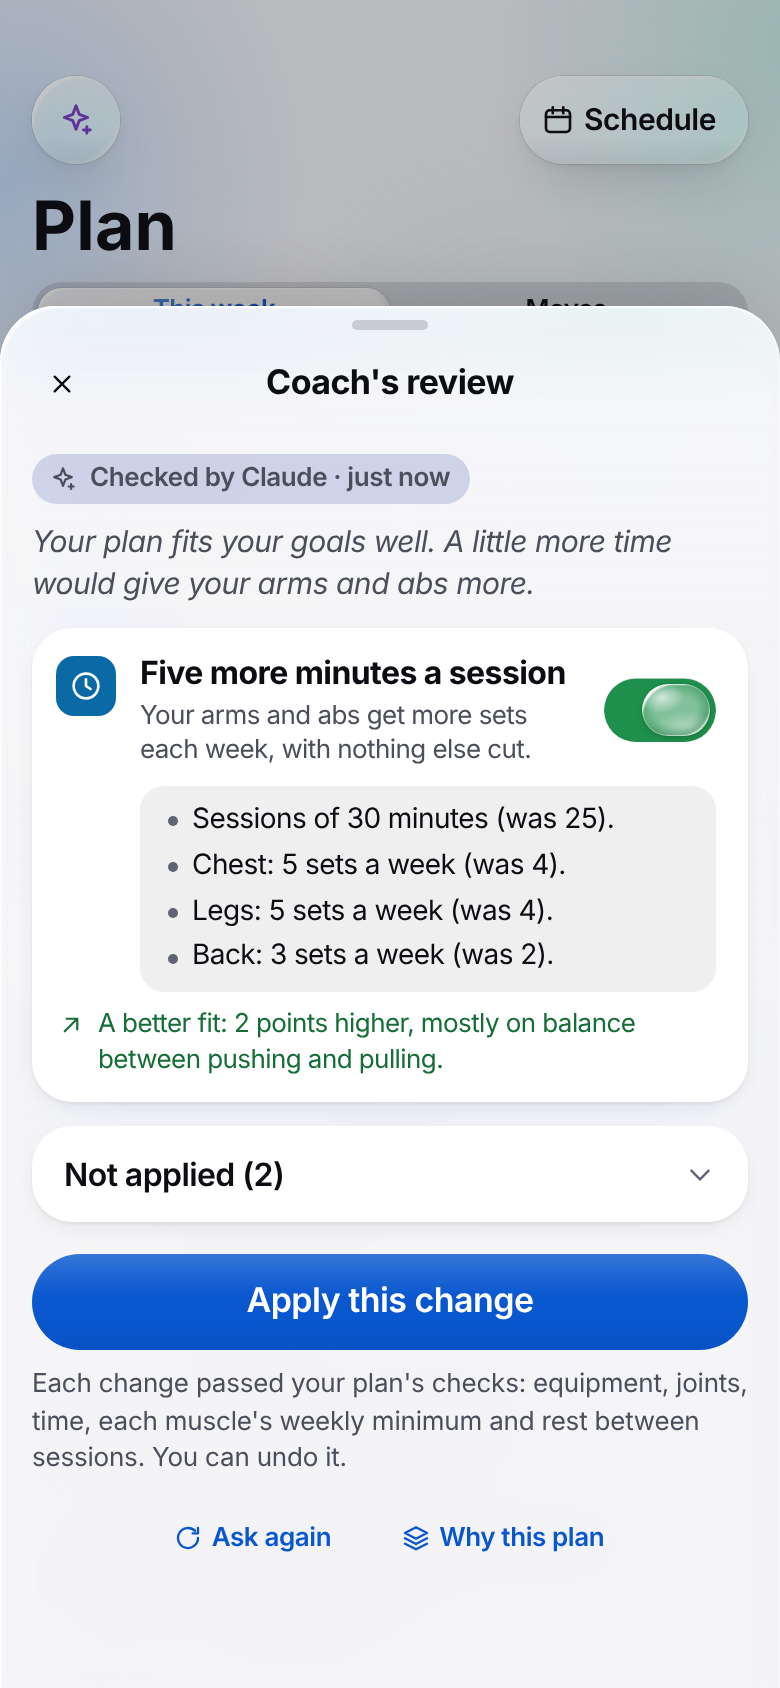 Schedule
Plan
This week
Moves
Coach's review
Checked by Claude · just now
Your plan fits your goals well. A little more time
would give your arms and abs more.
Five more minutes a session
Your arms and abs get more sets
each week, with nothing else cut.
Sessions of 30 minutes (was 25).
Chest: 5 sets a week (was 4).
Legs: 5 sets a week (was 4).
Back: 3 sets a week (was 2).
A better fit: 2 points higher, mostly on balance
between pushing and pulling.
Not applied (2)
Apply this change
Each change passed your plan's checks: equipment, joints,
time, each muscle's weekly minimum and rest between
sessions. You can undo it.
Ask again
Why this plan